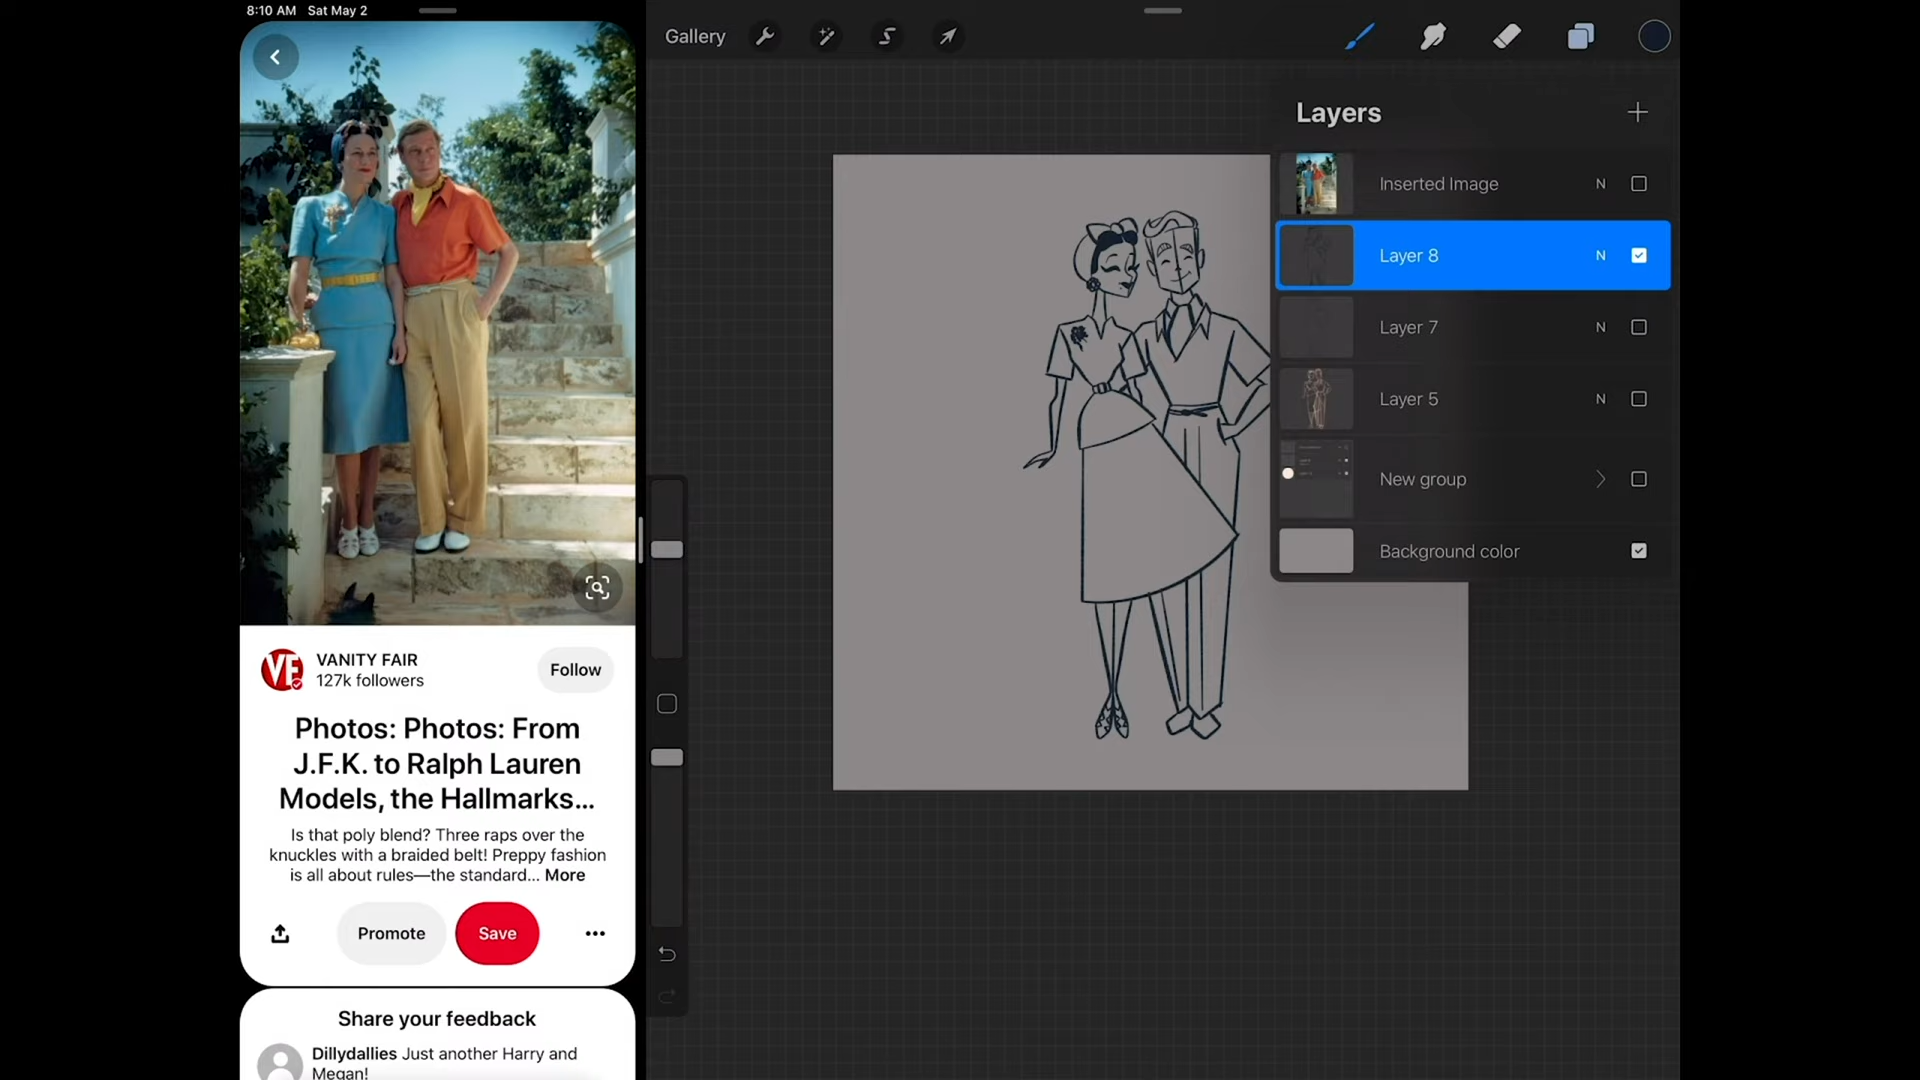 8:10 AM Sat May 2
VF
VANITY FAIR
127k followers
Follow
Photos: Photos: From
J.F.K. to Ralph Lauren
Models, the Hallmarks...
Is that poly blend? Three raps over the
knuckles with a braided belt! Preppy fashion
is all about rules—the standard... More
Promote
Save
Share your feedback
Dillydallies Just another Harry and
Megan!
Gallery
Layers
Inserted Image N
Layer 8 N
Layer 7 N
Layer 5 N
New group
Background color